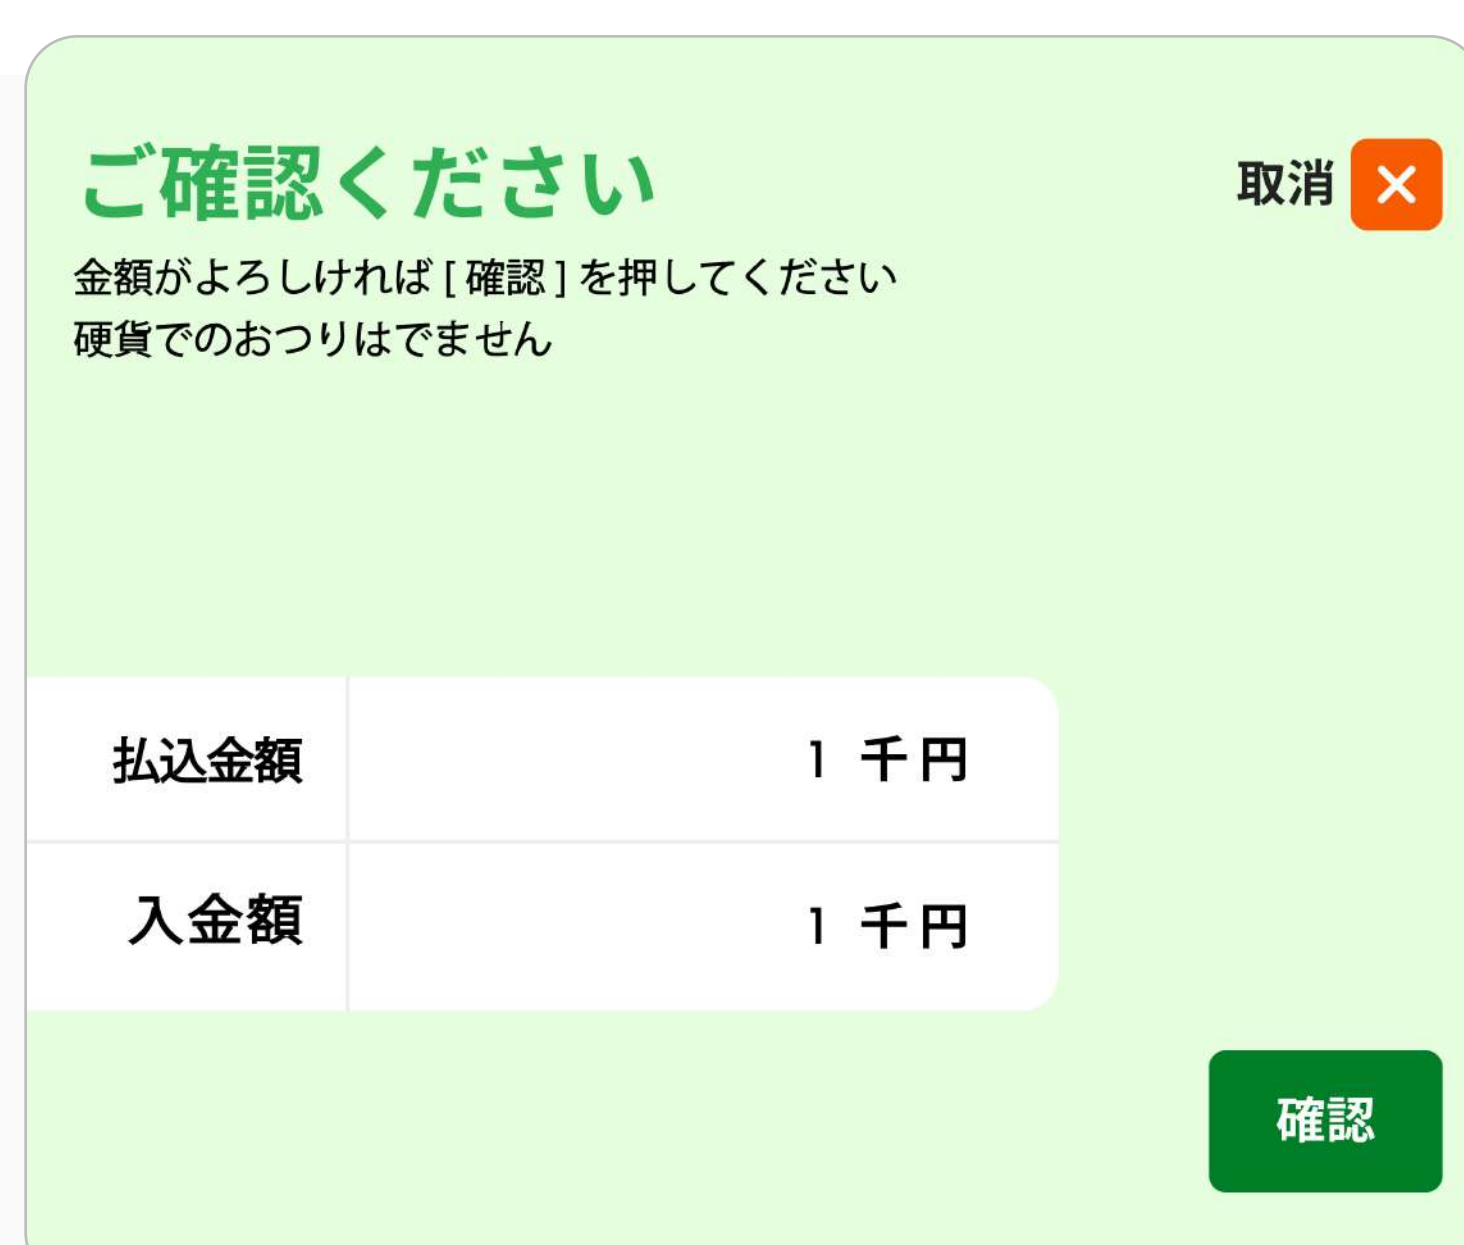 ご確認ください
取消
金額がよろしければ [ 確認 ] を押してください
硬貨でのおつりはでません
払込金額 1 千円
入金額 1 千円
確認